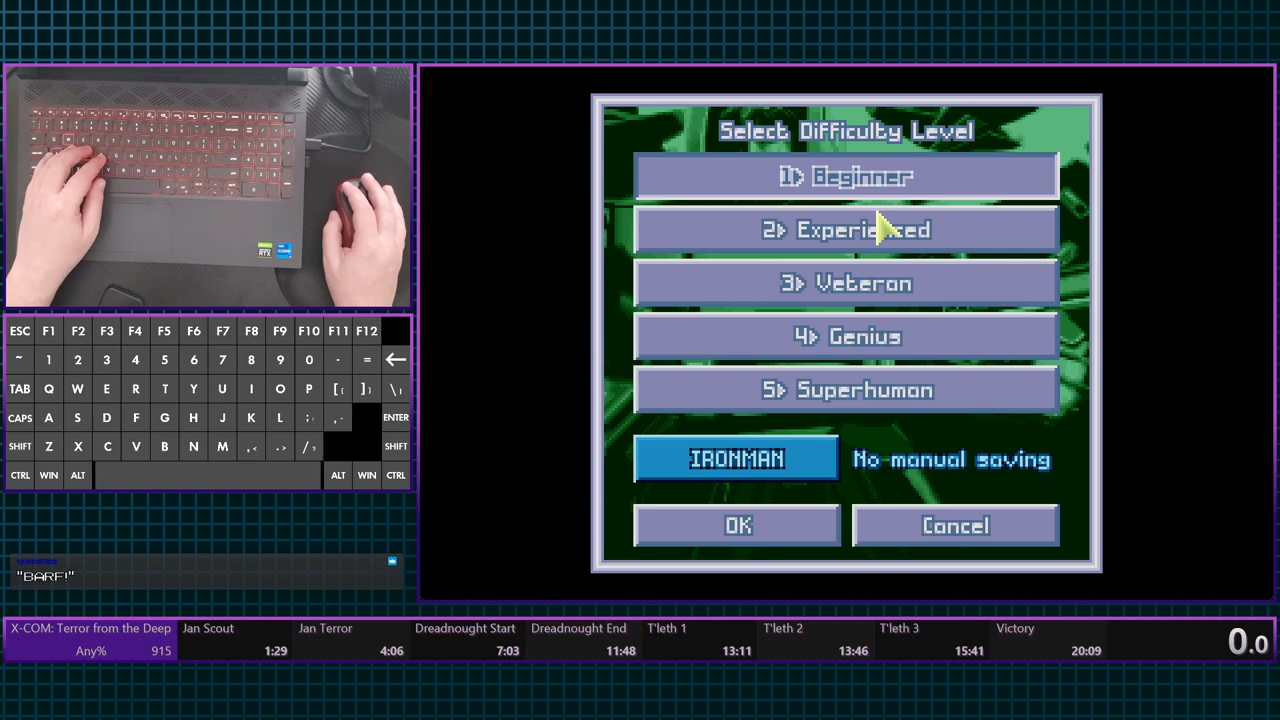 Select Difficulty Level
1> Beginner
2> Experienced
3> Veteran
4> Genius
5> Superhuman
IRONMAN No manual saving
OK Cancel
ESC F1 F2 F3 F4 F5 F6 F7 F8 F9 F10 F11 F12
~ 1 2 3 4 5 6 7 8 9 0 - = ←
TAB Q W E R T Y U I O P [{ ]} \|
CAPS A S D F G H J K L ;: ,- ENTER
SHIFT Z X C V B N M ,< .> /? SHIFT
CTRL WIN ALT ALT WIN CTRL
"BARF!"
X-COM: Terror from the Deep Jan Scout Jan Terror Dreadnought Start Dreadnought End T'leth 1 T'leth 2 T'leth 3 Victory
Any% 915 1:29 4:06 7:03 11:48 13:11 13:46 15:41 20:09 0.0